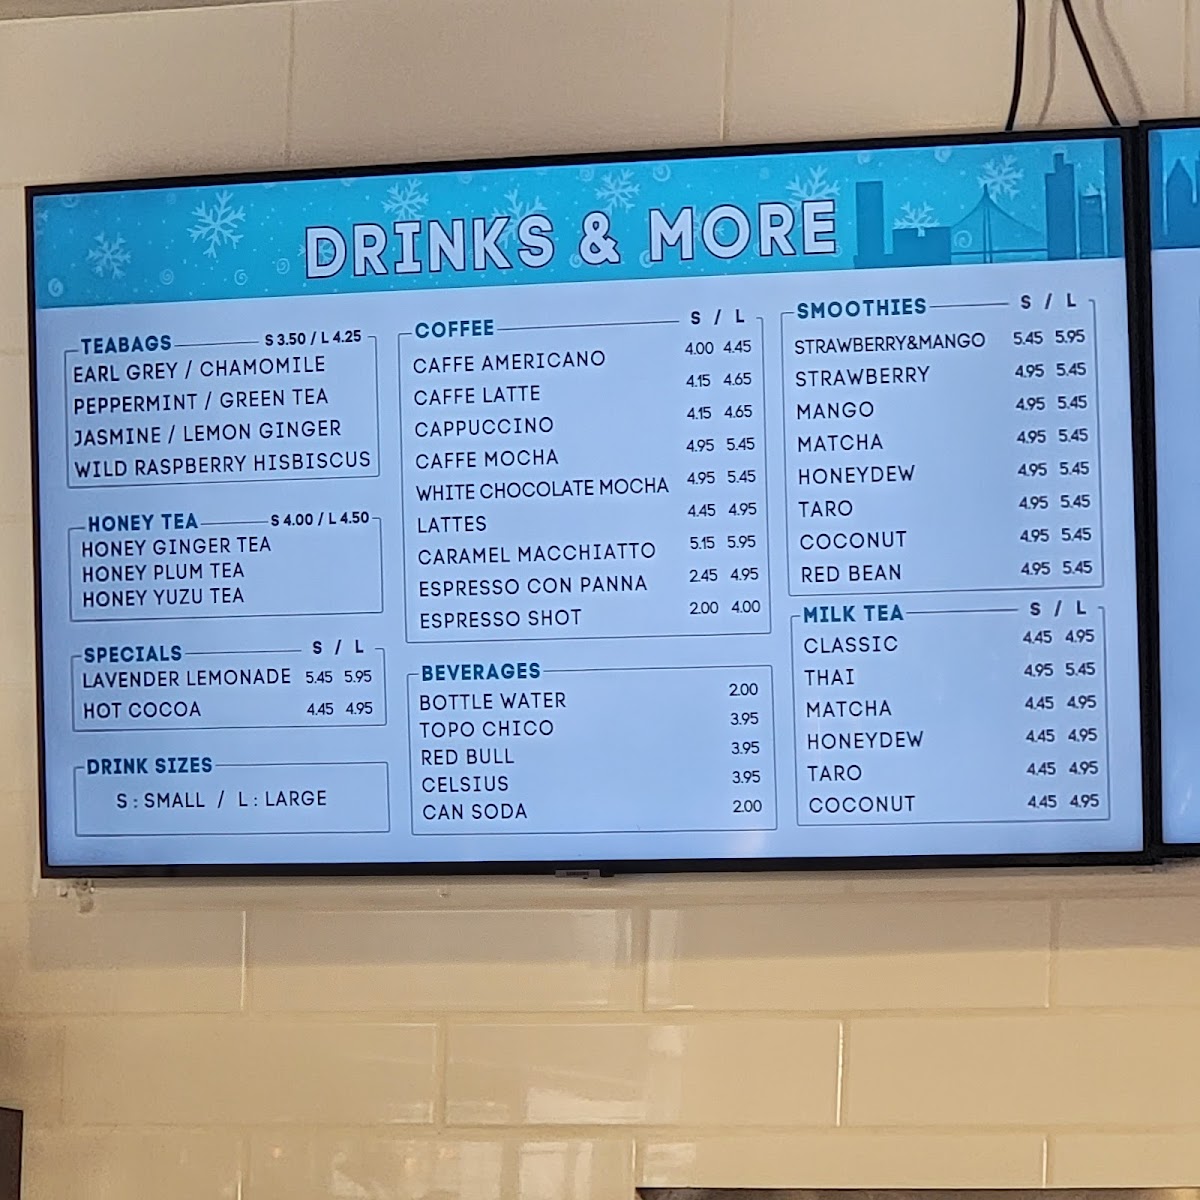 DRINKS & MORE
TEABAGS S 3.50 / L 4.25
EARL GREY / CHAMOMILE
PEPPERMINT / GREEN TEA
JASMINE / LEMON GINGER
WILD RASPBERRY HISBISCUS
HONEY TEA S 4.00 / L 4.50
HONEY GINGER TEA
HONEY PLUM TEA
HONEY YUZU TEA
SPECIALS S / L
LAVENDER LEMONADE 5.45 5.95
HOT COCOA 4.45 4.95
DRINK SIZES
S : SMALL / L : LARGE
COFFEE S / L
CAFFE AMERICANO 4.00 4.45
CAFFE LATTE 4.15 4.65
CAPPUCCINO 4.15 4.65
CAFFE MOCHA 4.95 5.45
WHITE CHOCOLATE MOCHA 4.95 5.45
LATTES 4.45 4.95
CARAMEL MACCHIATTO 5.15 5.95
ESPRESSO CON PANNA 2.45 4.95
ESPRESSO SHOT 2.00 4.00
BEVERAGES
BOTTLE WATER 2.00
TOPO CHICO 3.95
RED BULL 3.95
CELSIUS 3.95
CAN SODA 2.00
SMOOTHIES S / L
STRAWBERRY&MANGO 5.45 5.95
STRAWBERRY 4.95 5.45
MANGO 4.95 5.45
MATCHA 4.95 5.45
HONEYDEW 4.95 5.45
TARO 4.95 5.45
COCONUT 4.95 5.45
RED BEAN 4.95 5.45
MILK TEA S / L
CLASSIC 4.45 4.95
THAI 4.95 5.45
MATCHA 4.45 4.95
HONEYDEW 4.45 4.95
TARO 4.45 4.95
COCONUT 4.45 4.95
SAMSUNG